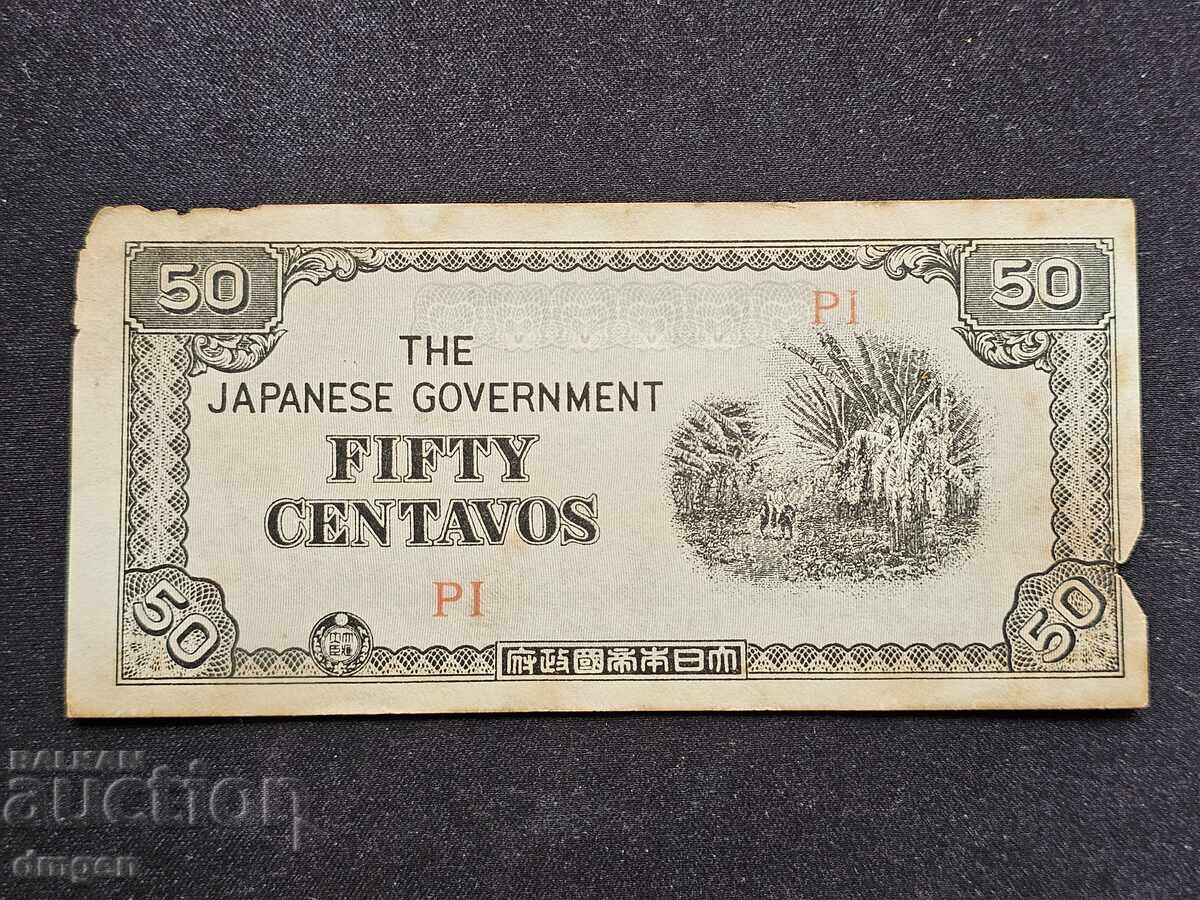 50
50
PI
THE
JAPANESE GOVERNMENT
FIFTY
CENTAVOS
PI
50
50
府政國帝本日大
BALKAN
auction
dmpen